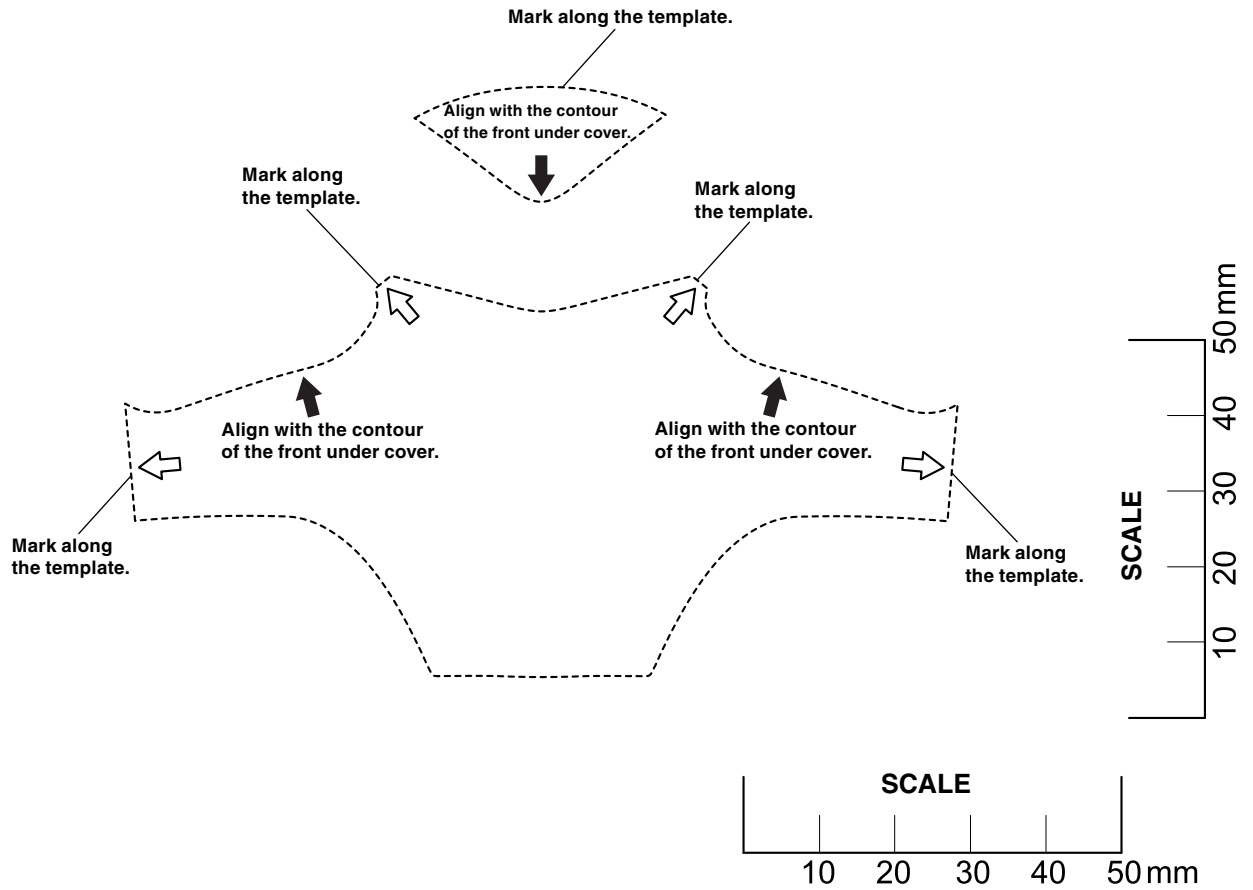 Mark along the template.
Align with the contour
of the front under cover.
Mark along
the template.
Mark along
the template.
Align with the contour
of the front under cover.
Align with the contour
of the front under cover.
Mark along
the template.
Mark along
the template.
SCALE
10
20
30
40
50 mm
SCALE
10 20 30 40 50 mm